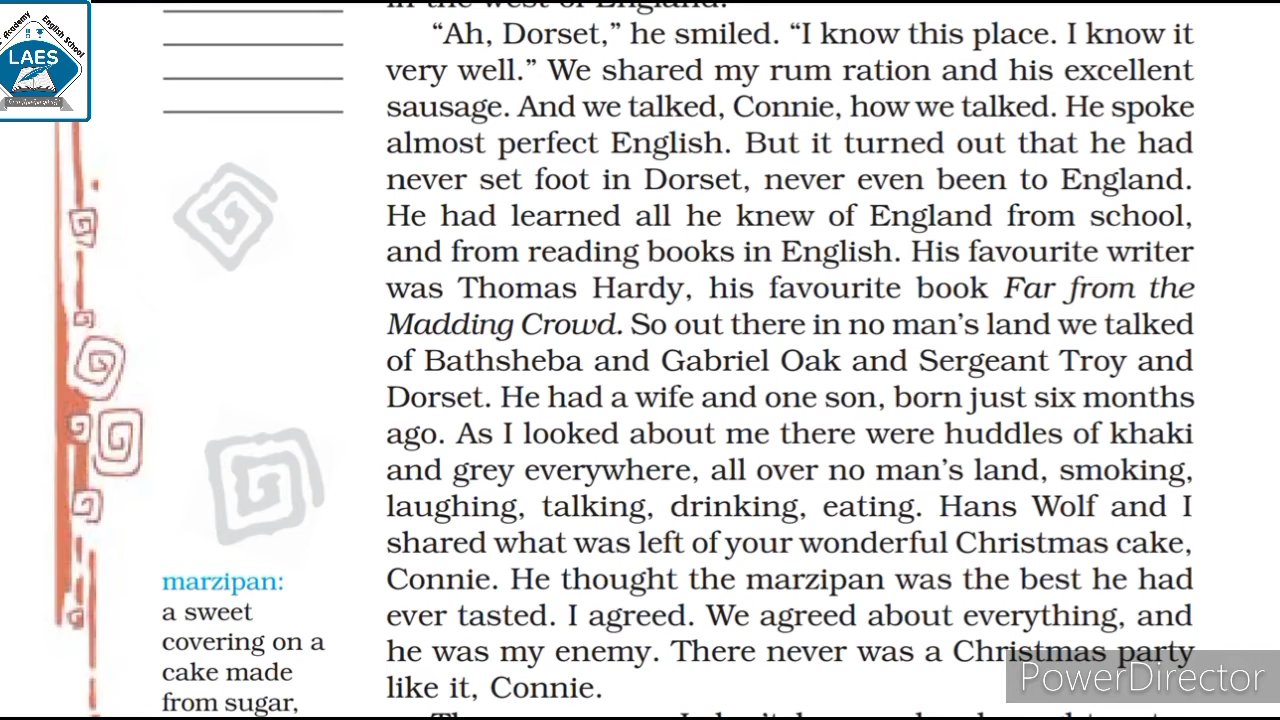 Academy English School
LAES
in the west of England.
“Ah, Dorset,” he smiled. “I know this place. I know it
very well.” We shared my rum ration and his excellent
sausage. And we talked, Connie, how we talked. He spoke
almost perfect English. But it turned out that he had
never set foot in Dorset, never even been to England.
He had learned all he knew of England from school,
and from reading books in English. His favourite writer
was Thomas Hardy, his favourite book Far from the
Madding Crowd. So out there in no man’s land we talked
of Bathsheba and Gabriel Oak and Sergeant Troy and
Dorset. He had a wife and one son, born just six months
ago. As I looked about me there were huddles of khaki
and grey everywhere, all over no man’s land, smoking,
laughing, talking, drinking, eating. Hans Wolf and I
shared what was left of your wonderful Christmas cake,
Connie. He thought the marzipan was the best he had
ever tasted. I agreed. We agreed about everything, and
he was my enemy. There never was a Christmas party
like it, Connie.
marzipan:
a sweet
covering on a
cake made
from sugar,
PowerDirector